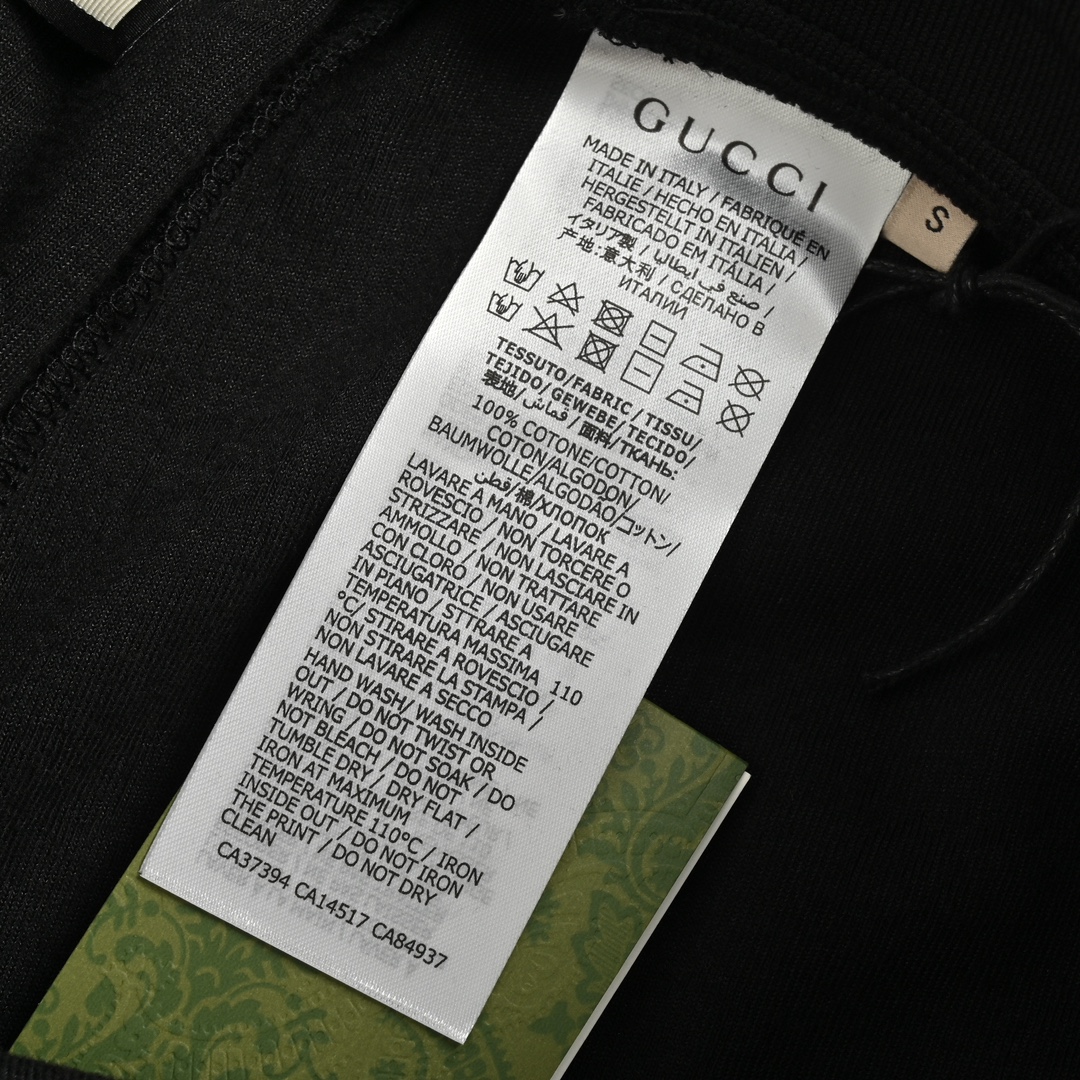 GUCCI
S
MADE IN ITALY / FABRIQUÉ EN
ITALIE / HECHO EN ITALIA /
HERGESTELLT IN ITALIEN /
FABRICADO EM ITÁLIA /
イタリア製 / صنع في ايطاليا /
产地:意大利 / СДЕЛАНО В
ИТАЛИИ
TESSUTO/FABRIC / TISSU/
TEJIDO/GEWEBE/TECIDO/
表地/قماش / 面料/ТКАНЬ:
100% COTONE/COTTON/
COTON/ALGODON/
BAUMWOLLE/ALGODÃO/コットン/
قطن/棉/ХЛОПОК
LAVARE A MANO / LAVARE A
ROVESCIO / NON TORCERE O
STRIZZARE / NON LASCIARE IN
AMMOLLO / NON TRATTARE
CON CLORO / NON USARE
ASCIUGATRICE / ASCIUGARE
IN PIANO / STIRARE A
TEMPERATURA MASSIMA 110
°C/ STIRARE A ROVESCIO /
NON STIRARE LA STAMPA /
NON LAVARE A SECCO
HAND WASH/ WASH INSIDE
OUT / DO NOT TWIST OR
WRING / DO NOT SOAK / DO
NOT BLEACH / DO NOT
TUMBLE DRY / DRY FLAT /
IRON AT MAXIMUM
TEMPERATURE 110°C / IRON
INSIDE OUT / DO NOT IRON
THE PRINT / DO NOT DRY
CLEAN
CA37394 CA14517 CA84937